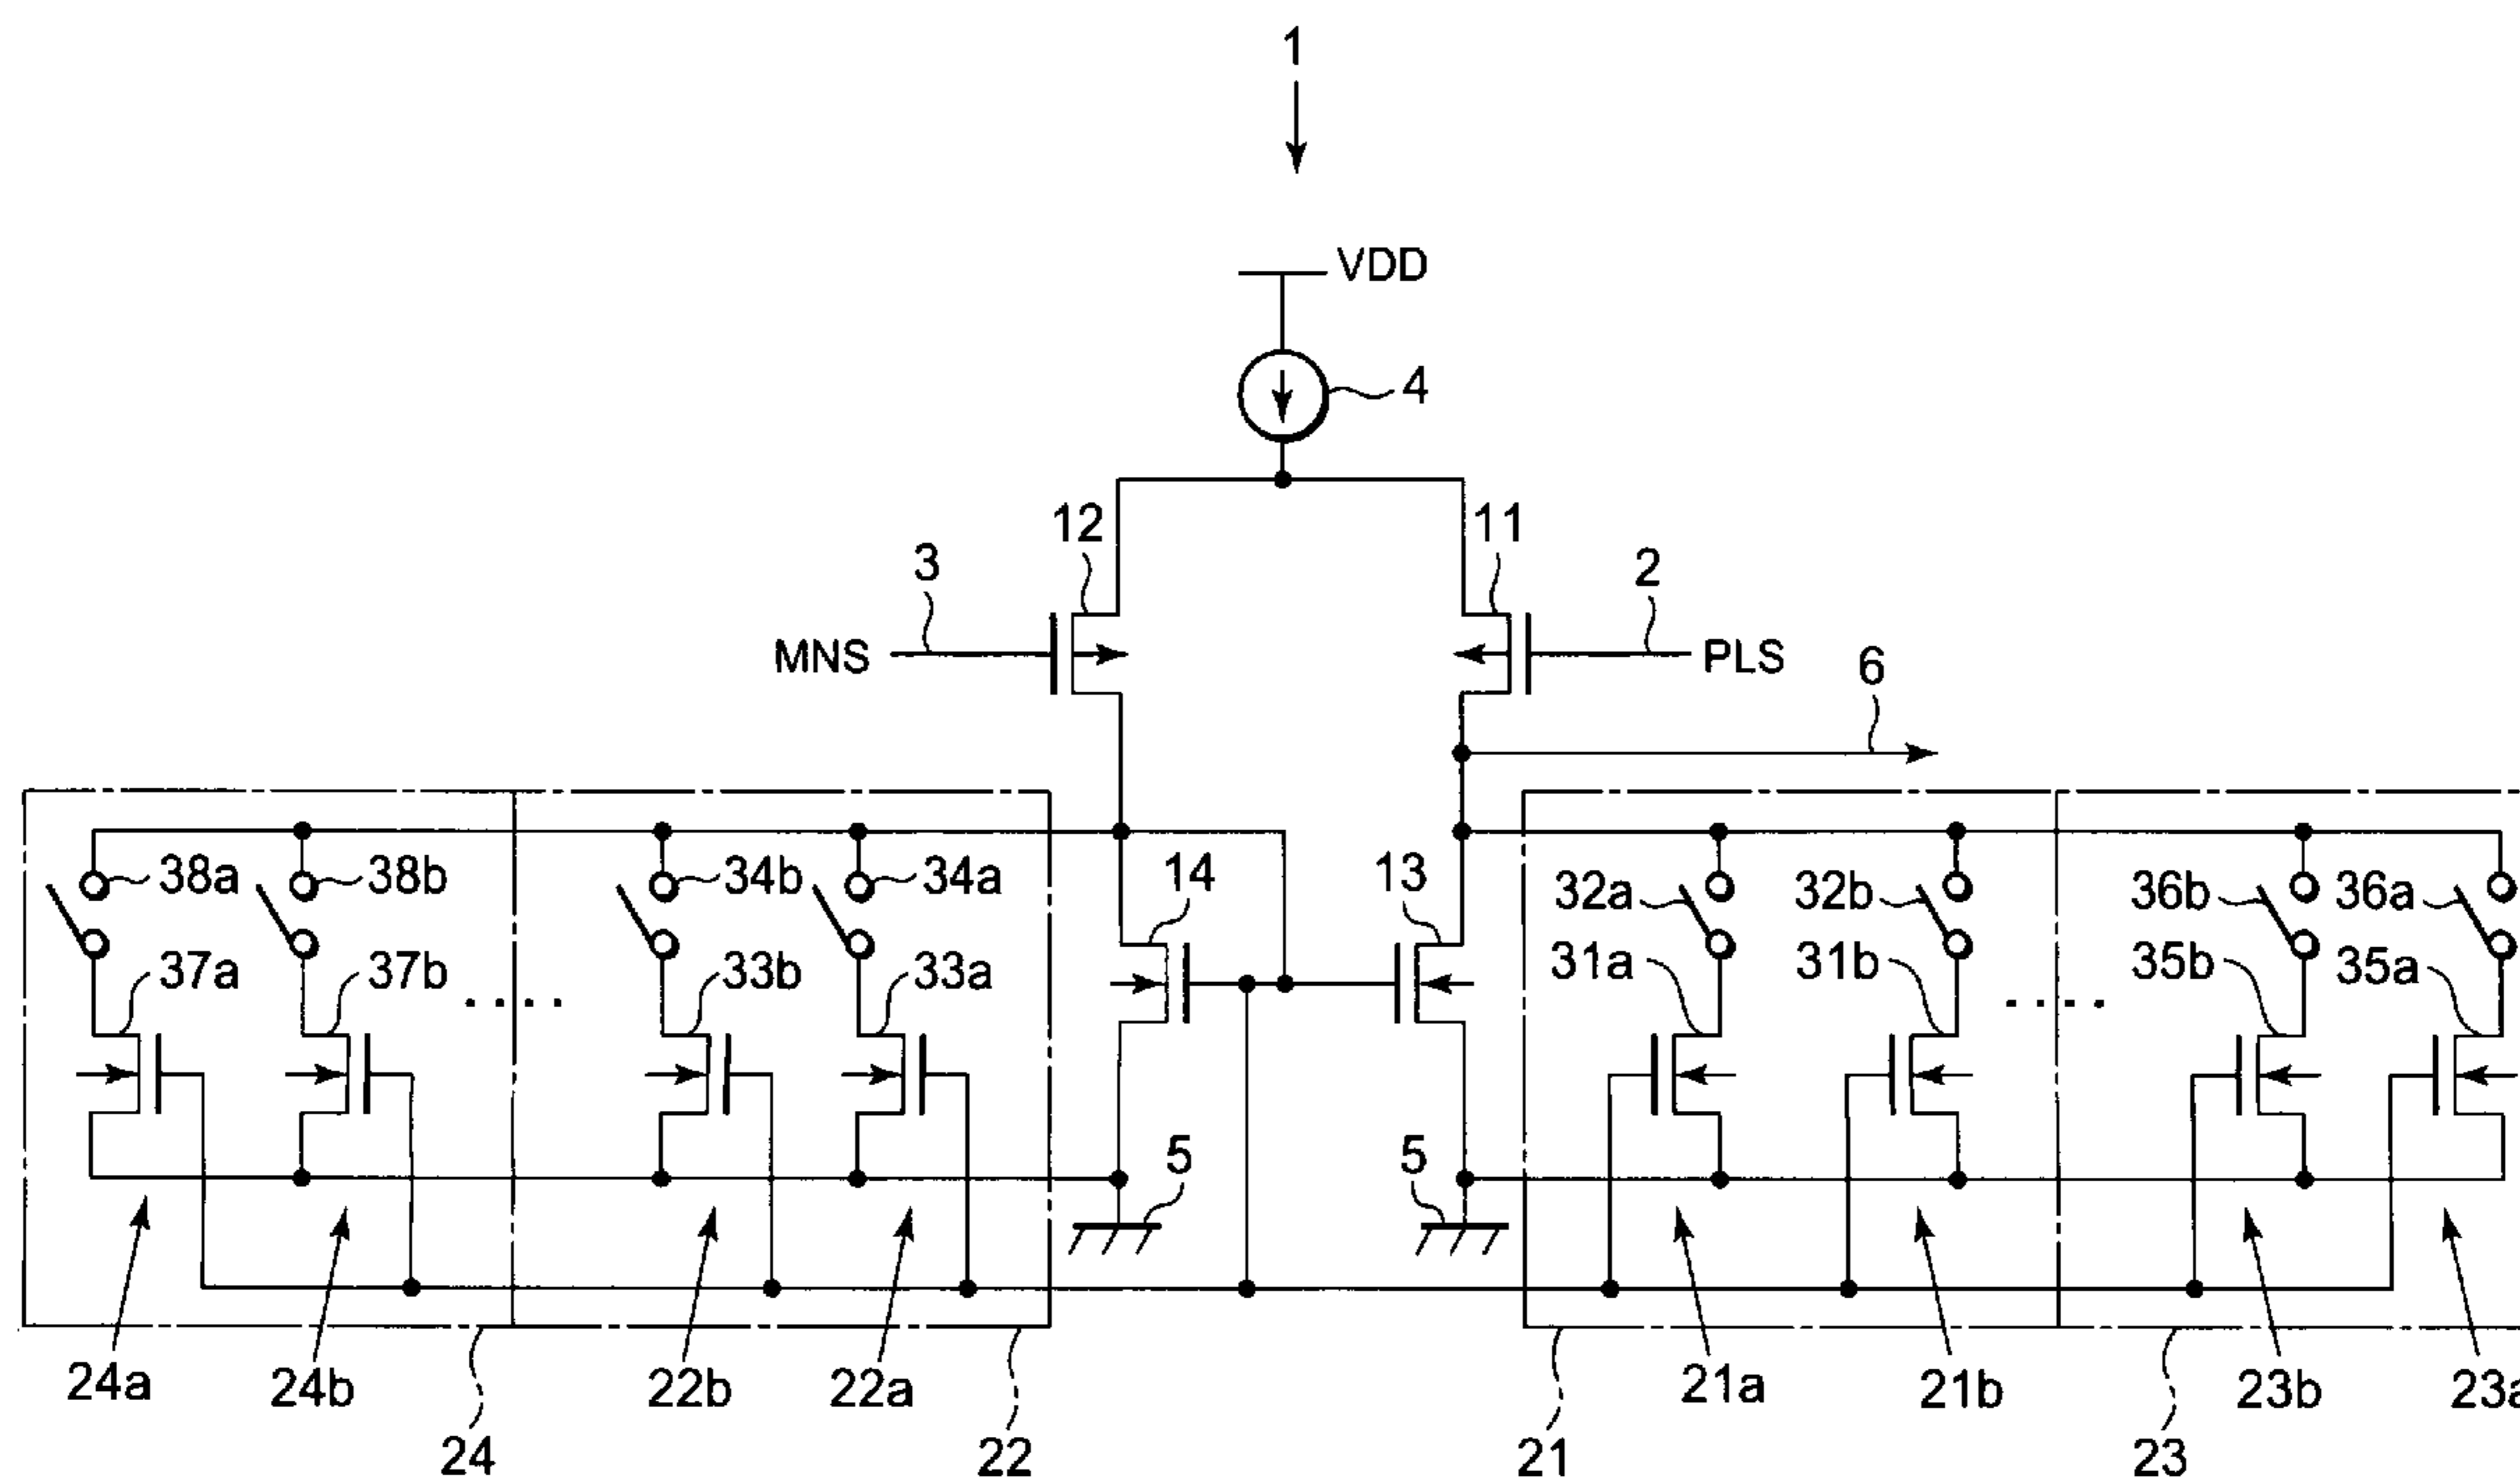 1
VDD
4
12 11
3 2
MNS PLS 6
38a 38b 34b 34a 14 13 32a 32b 36b 36a
37a 37b .... 33b 33a 31a 31b .... 35b 35a
5 5
24a 24b 22b 22a 21a 21b 23b 23a
24 22 21 23